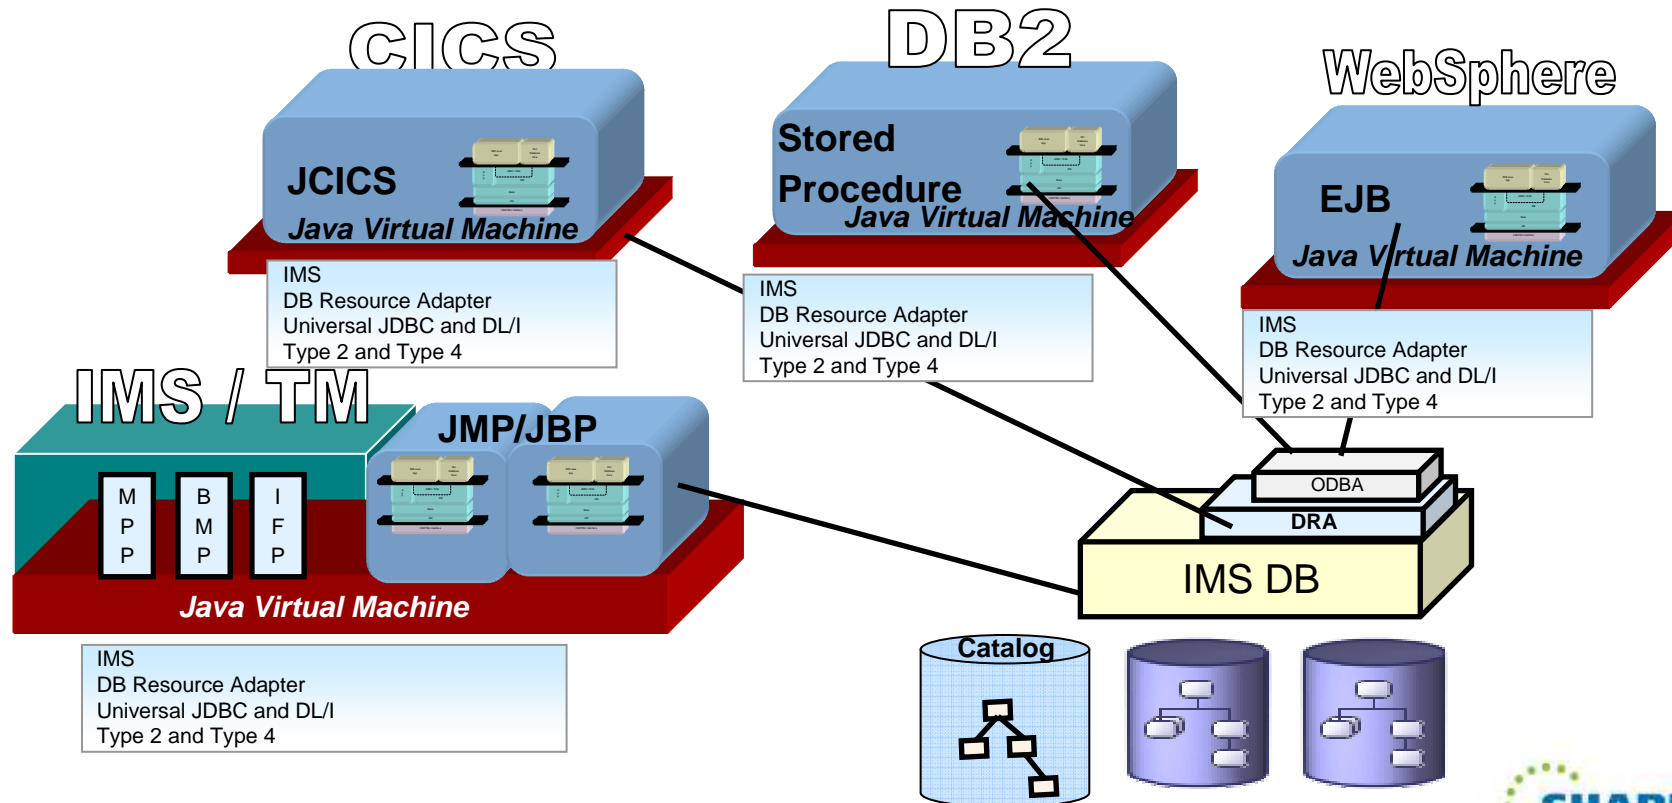 CICS
DB2
WebSphere
JCICS
Java Virtual Machine
Stored
Procedure
Java Virtual Machine
EJB
Java Virtual Machine
IMS
DB Resource Adapter
Universal JDBC and DL/I
Type 2 and Type 4
IMS
DB Resource Adapter
Universal JDBC and DL/I
Type 2 and Type 4
IMS
DB Resource Adapter
Universal JDBC and DL/I
Type 2 and Type 4
IMS / TM
JMP/JBP
M
P
P
B
M
P
I
F
P
Java Virtual Machine
ODBA
DRA
IMS DB
IMS
DB Resource Adapter
Universal JDBC and DL/I
Type 2 and Type 4
Catalog